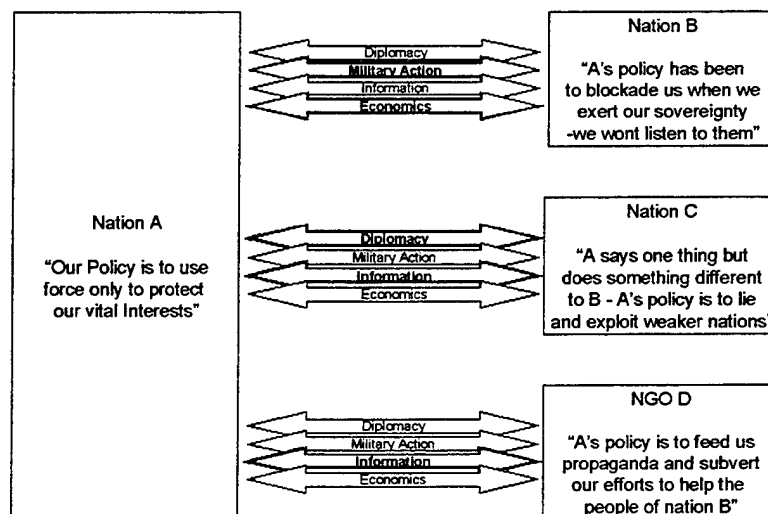 Nation A
"Our Policy is to use
force only to protect
our vital Interests"
Diplomacy
Military Action
Information
Economics
Nation B
"A's policy has been
to blockade us when we
exert our sovereignty
-we wont listen to them"
Diplomacy
Military Action
Information
Economics
Nation C
"A says one thing but
does something different
to B - A's policy is to lie
and exploit weaker nations"
Diplomacy
Military Action
Information
Economics
NGO D
"A's policy is to feed us
propaganda and subvert
our efforts to help the
people of nation B"